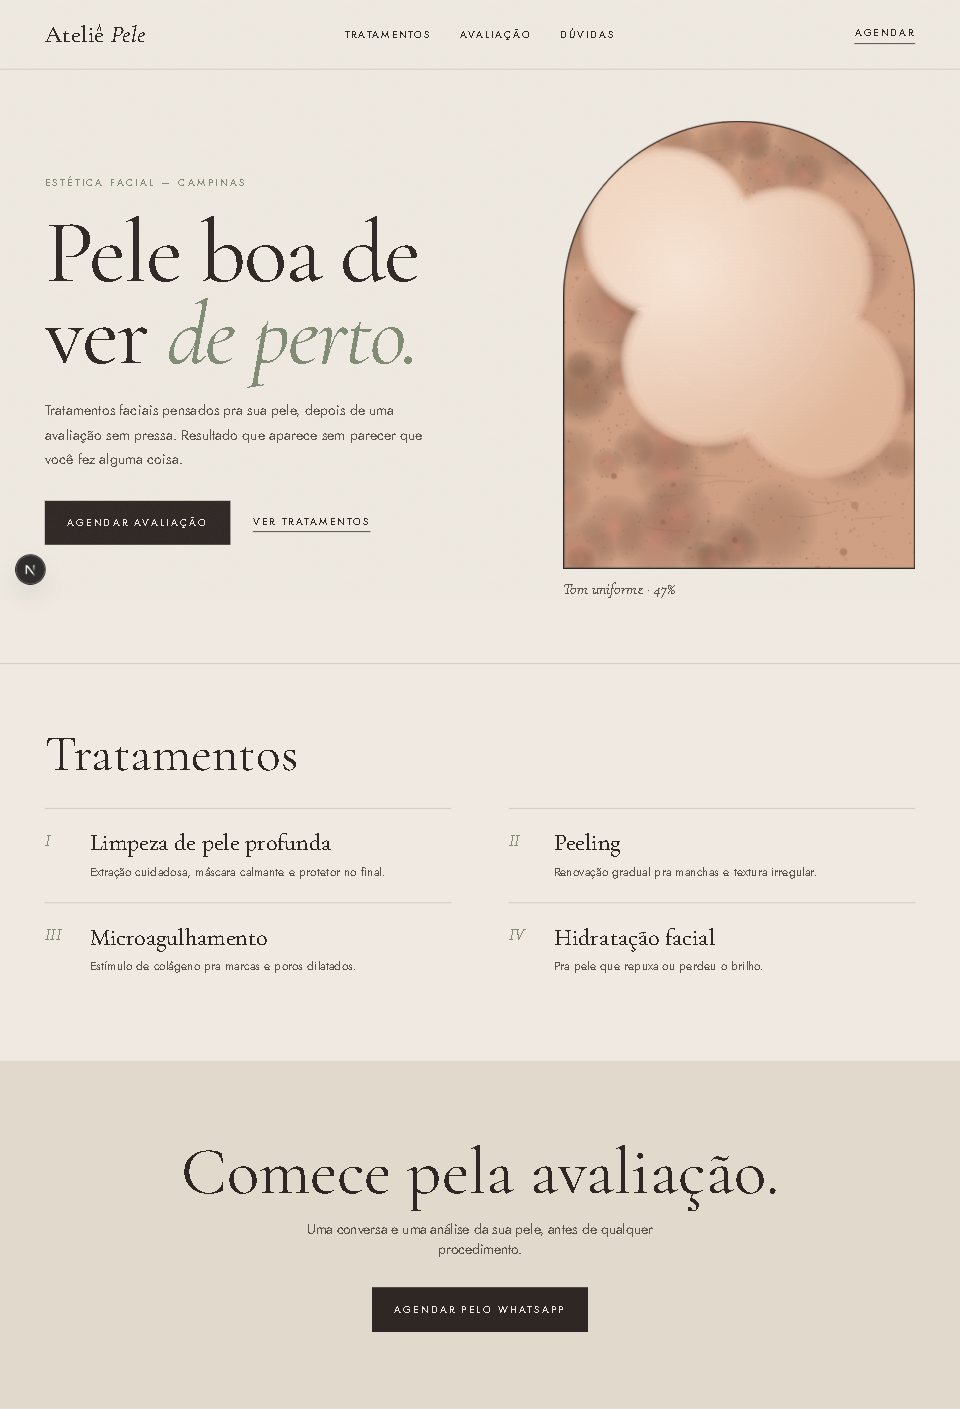 Ateliê Pele
TRATAMENTOS
AVALIAÇÃO
DÚVIDAS
AGENDAR
ESTÉTICA FACIAL — CAMPINAS
Pele boa de
ver de perto.
Tratamentos faciais pensados pra sua pele, depois de uma
avaliação sem pressa. Resultado que aparece sem parecer que
você fez alguma coisa.
AGENDAR AVALIAÇÃO
VER TRATAMENTOS
N
Tom uniforme · 47%
Tratamentos
I
Limpeza de pele profunda
Extração cuidadosa, máscara calmante e protetor no final.
II
Peeling
Renovação gradual pra manchas e textura irregular.
III
Microagulhamento
Estímulo de colágeno pra marcas e poros dilatados.
IV
Hidratação facial
Pra pele que repuxa ou perdeu o brilho.
Comece pela avaliação.
Uma conversa e uma análise da sua pele, antes de qualquer
procedimento.
AGENDAR PELO WHATSAPP